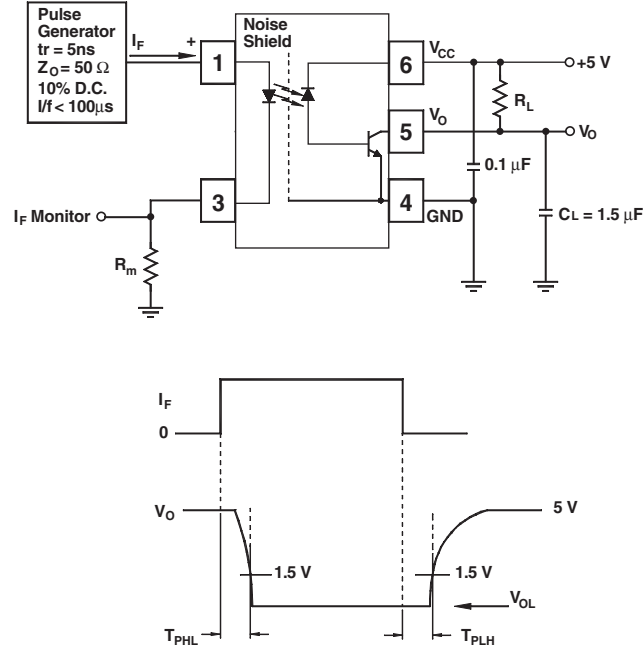 Pulse
Generator
tr = 5ns
ZO = 50 Ω
10% D.C.
I/f < 100µs
IF
+
1
Noise
Shield
6
VCC
+5 V
RL
5
VO
VO
0.1 µF
3
4
GND
CL = 1.5 µF
IF Monitor
Rm
IF
0
VO
5 V
1.5 V
1.5 V
VOL
TPHL
TPLH